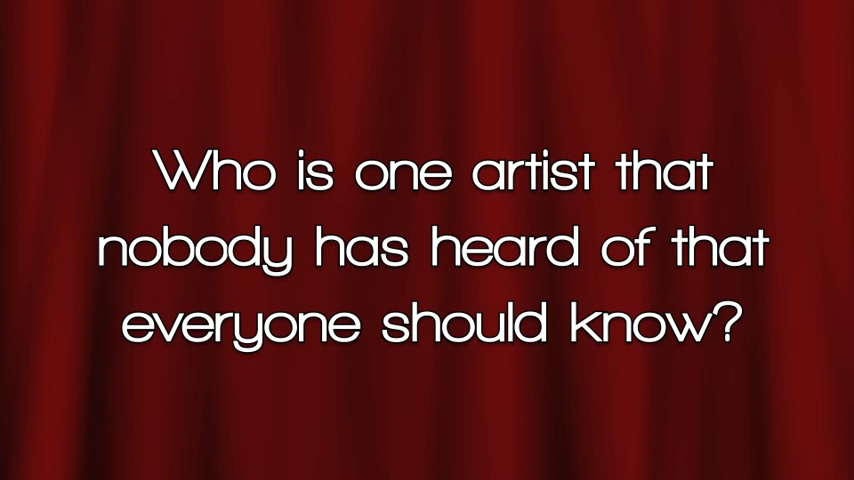 Who is one artist that
nobody has heard of that
everyone should know?